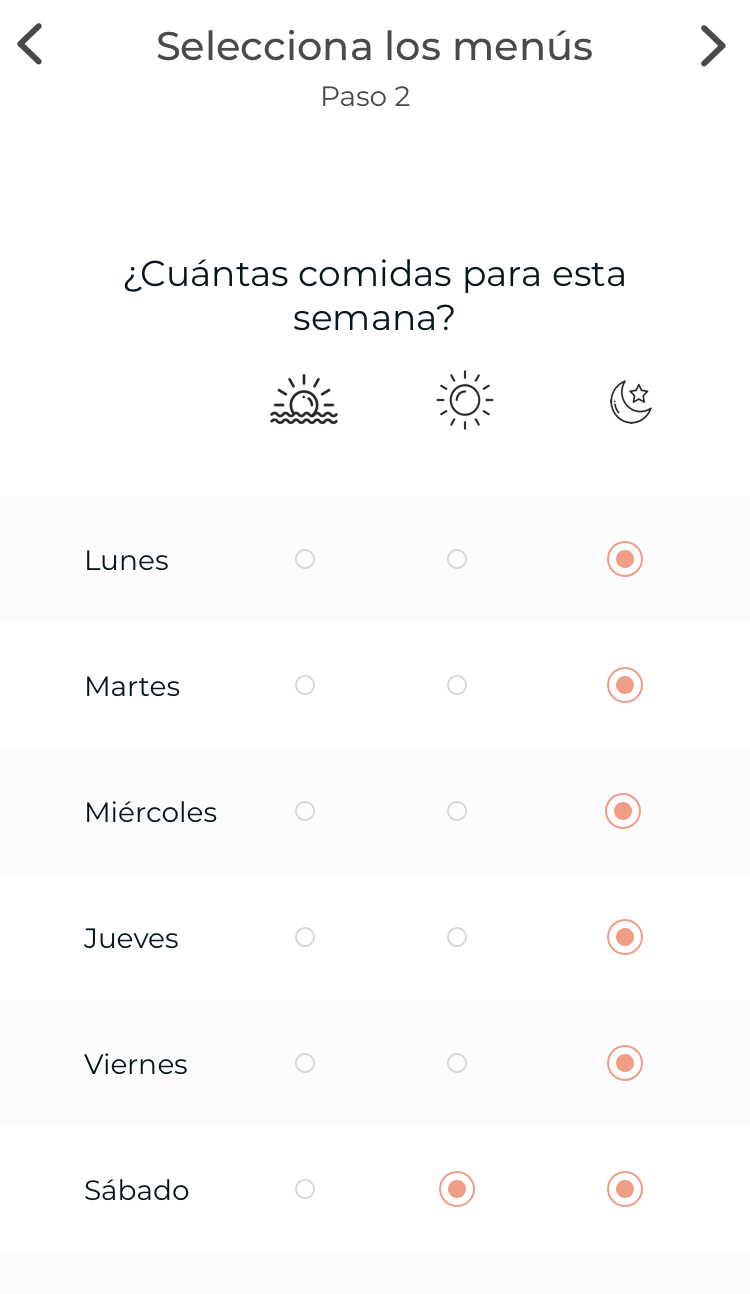 Selecciona los menús
Paso 2
¿Cuántas comidas para esta
semana?
Lunes
Martes
Miércoles
Jueves
Viernes
Sábado